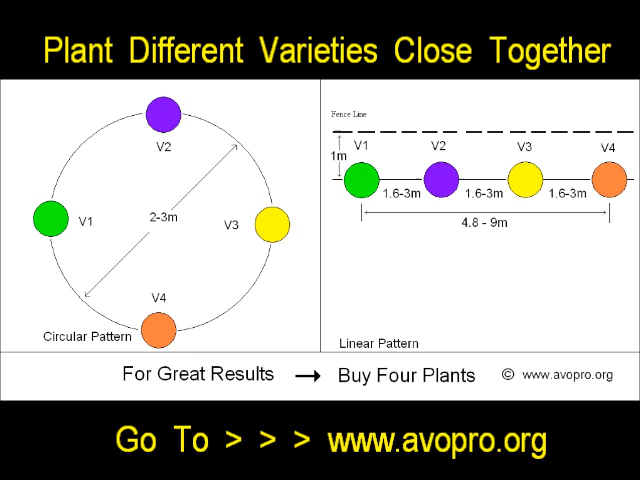 Plant Different Varieties Close Together
V2
V1
2-3m
V3
V4
Circular Pattern
Fence Line
1m
V1 V2 V3 V4
1.6-3m 1.6-3m 1.6-3m
4.8 - 9m
Linear Pattern
For Great Results → Buy Four Plants © www.avopro.org
Go To > > > www.avopro.org